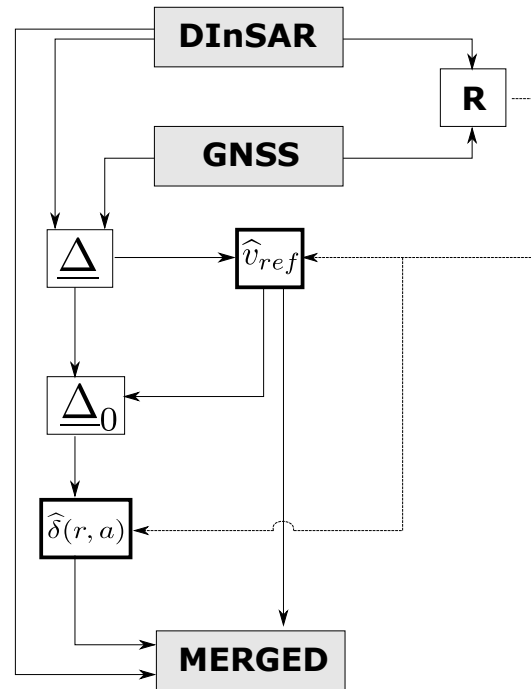 DInSAR
R
GNSS
Δ
v̂ref
Δ0
δ̂(r, a)
MERGED